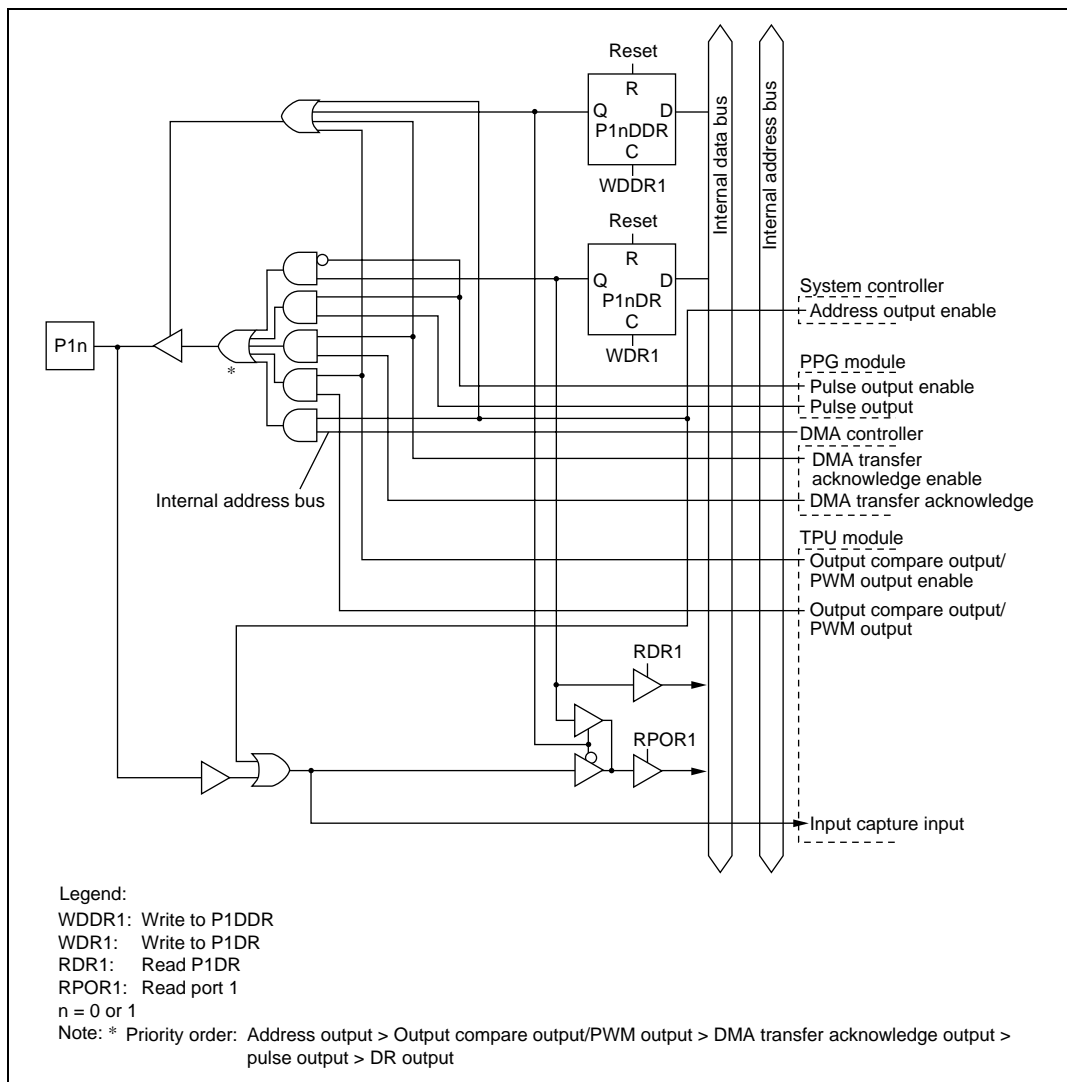 Reset
R
Q D
P1nDDR
C
WDDR1
Internal data bus
Internal address bus
Reset
R
Q D
P1nDR
C
WDR1
System controller
Address output enable
P1n
*
PPG module
Pulse output enable
Pulse output
DMA controller
DMA transfer
acknowledge enable
DMA transfer acknowledge
Internal address bus
TPU module
Output compare output/
PWM output enable
Output compare output/
PWM output
RDR1
RPOR1
Input capture input
Legend:
WDDR1: Write to P1DDR
WDR1: Write to P1DR
RDR1: Read P1DR
RPOR1: Read port 1
n = 0 or 1
Note: * Priority order: Address output > Output compare output/PWM output > DMA transfer acknowledge output >
pulse output > DR output